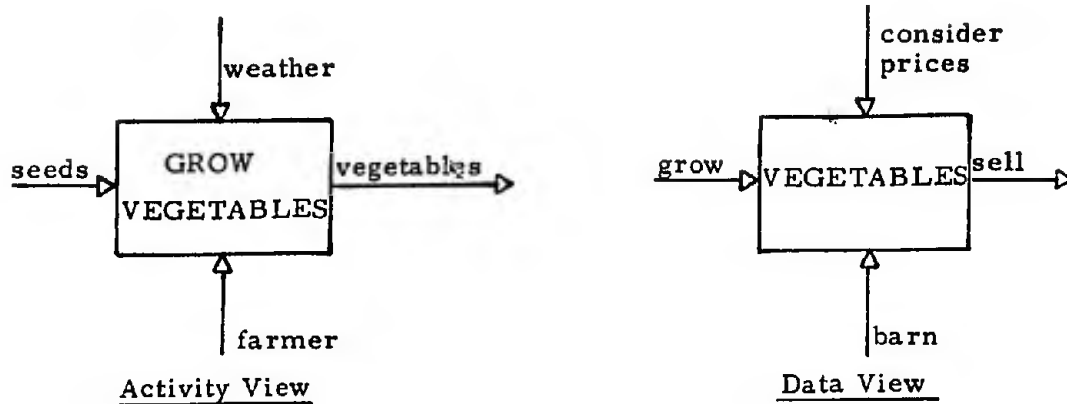 weather
seeds
GROW
VEGETABLES
vegetables
farmer
Activity View
consider
prices
grow
VEGETABLES
sell
barn
Data View